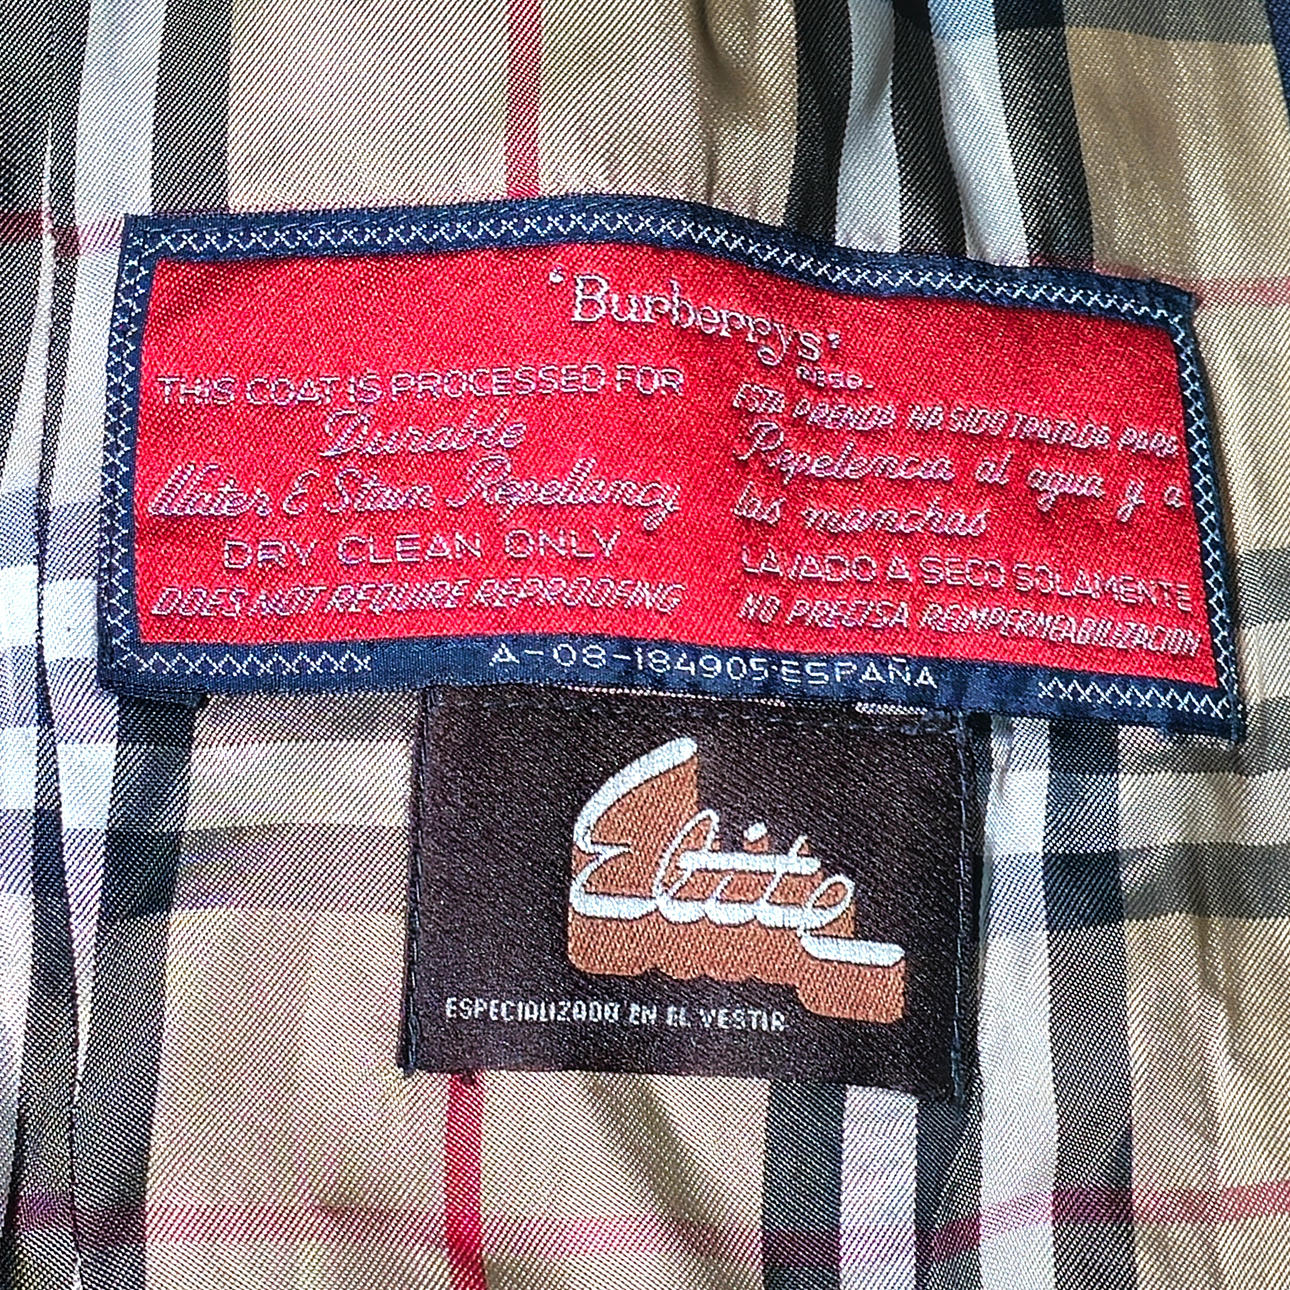 'Burberrys'
REGD.
THIS COAT IS PROCESSED FOR
Durable
Water & Stain Repellancy
DRY CLEAN ONLY
DOES NOT REQUIRE REPROOFING
ESTA PRENDA HA SIDO TRATADA PARA
Repelencia al agua y a
las manchas
LAVADO A SECO SOLAMENTE
NO PRECISA REIMPERMEABILIZACION
A-08-184905·ESPAÑA
Elite
ESPECIALIZADO EN EL VESTIR